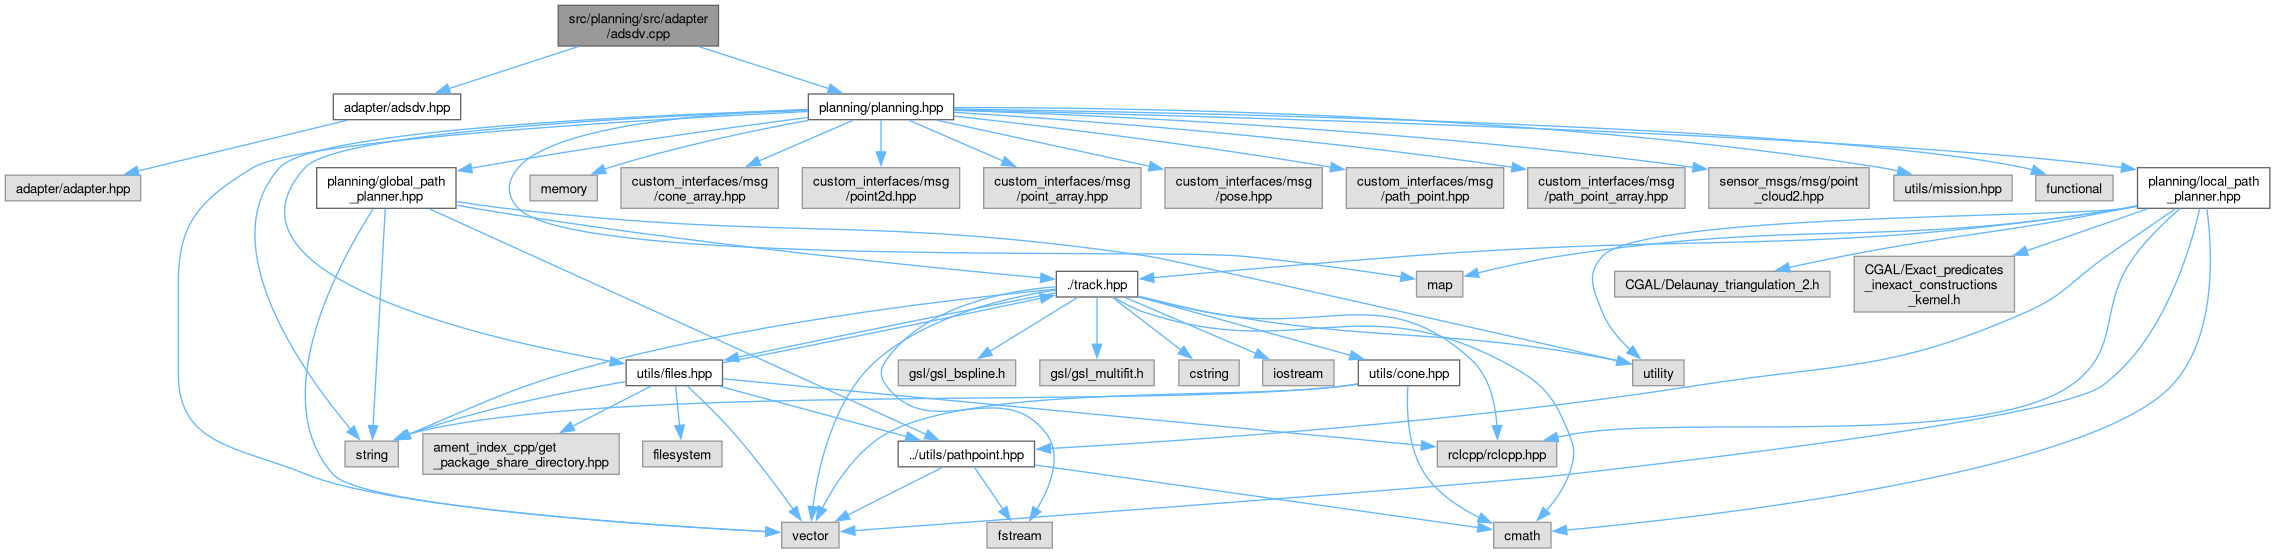 src/planning/src/adapter
/adsdv.cpp
adapter/adsdv.hpp
planning/planning.hpp
adapter/adapter.hpp
planning/global_path
_planner.hpp
memory
custom_interfaces/msg
/cone_array.hpp
custom_interfaces/msg
/point2d.hpp
custom_interfaces/msg
/point_array.hpp
custom_interfaces/msg
/pose.hpp
custom_interfaces/msg
/path_point.hpp
custom_interfaces/msg
/path_point_array.hpp
sensor_msgs/msg/point
_cloud2.hpp
utils/mission.hpp
functional
planning/local_path
_planner.hpp
./track.hpp
map
CGAL/Delaunay_triangulation_2.h
CGAL/Exact_predicates
_inexact_constructions
_kernel.h
utils/files.hpp
gsl/gsl_bspline.h
gsl/gsl_multifit.h
cstring
iostream
utils/cone.hpp
utility
string
ament_index_cpp/get
_package_share_directory.hpp
filesystem
../utils/pathpoint.hpp
rclcpp/rclcpp.hpp
vector
fstream
cmath